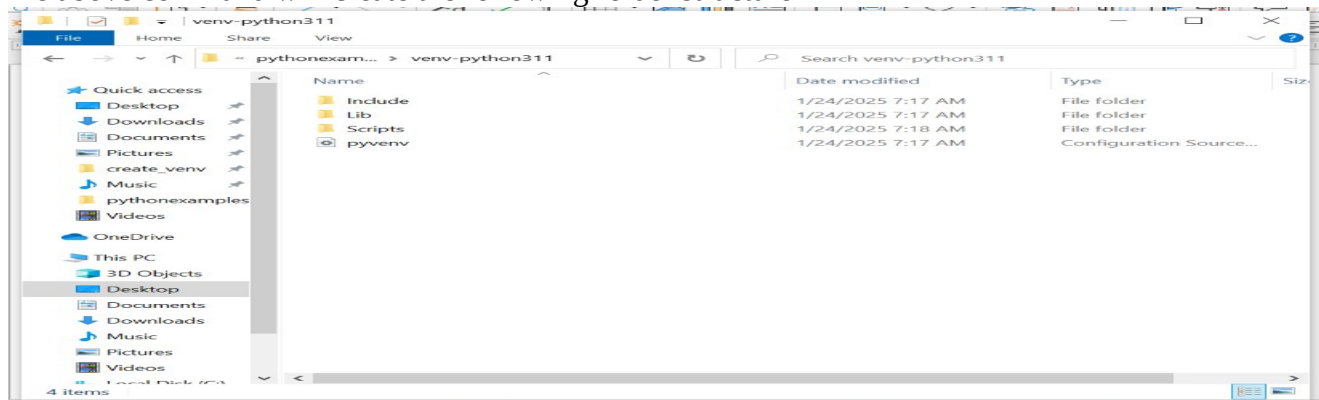 venv-python311
File Home Share View
pythonexam... > venv-python311 Search venv-python311
Name Date modified Type Siz
Quick access
Desktop
Downloads
Documents
Pictures
create_venv
Music
pythonexamples
Videos
OneDrive
This PC
3D Objects
Desktop
Documents
Downloads
Music
Pictures
Videos
Include 1/24/2025 7:17 AM File folder
Lib 1/24/2025 7:17 AM File folder
Scripts 1/24/2025 7:18 AM File folder
pyvenv 1/24/2025 7:17 AM Configuration Source...
4 items